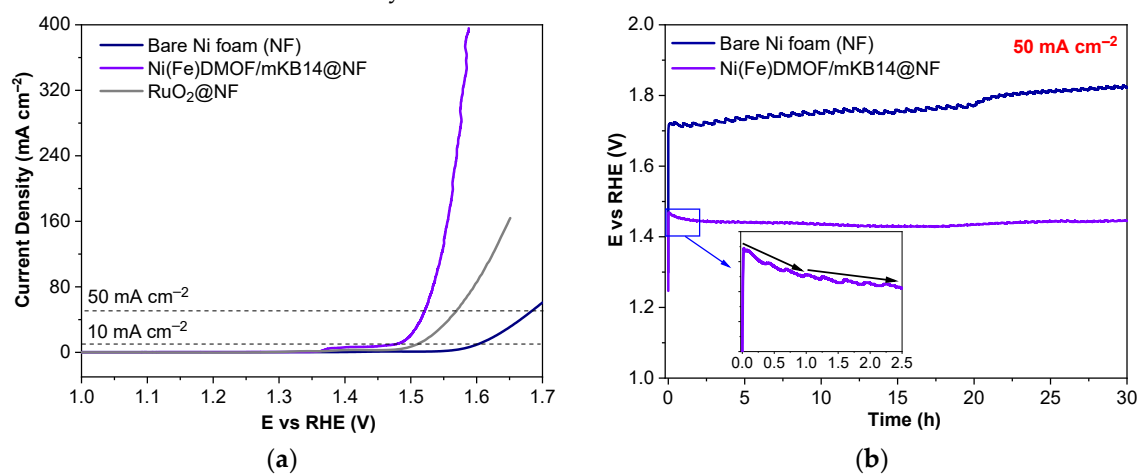 400
320
240
160
80
0
Current Density (mA cm⁻²)
Bare Ni foam (NF)
Ni(Fe)DMOF/mKB14@NF
RuO₂@NF
50 mA cm⁻²
10 mA cm⁻²
1.0 1.1 1.2 1.3 1.4 1.5 1.6 1.7
E vs RHE (V)
(a)
2.0
1.8
1.6
1.4
1.2
1.0
E vs RHE (V)
Bare Ni foam (NF)
Ni(Fe)DMOF/mKB14@NF
50 mA cm⁻²
0.0 0.5 1.0 1.5 2.0 2.5
0 5 10 15 20 25 30
Time (h)
(b)